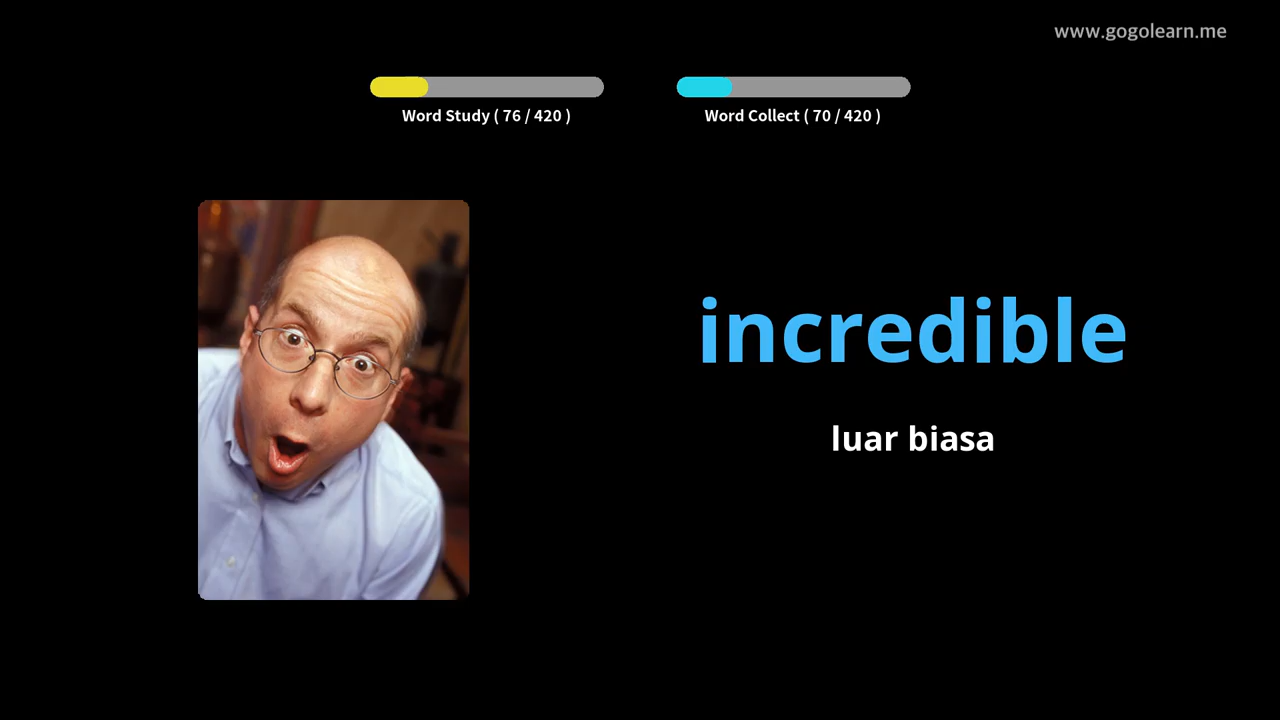 www.gogolearn.me
Word Study ( 76 / 420 )
Word Collect ( 70 / 420 )
incredible
luar biasa